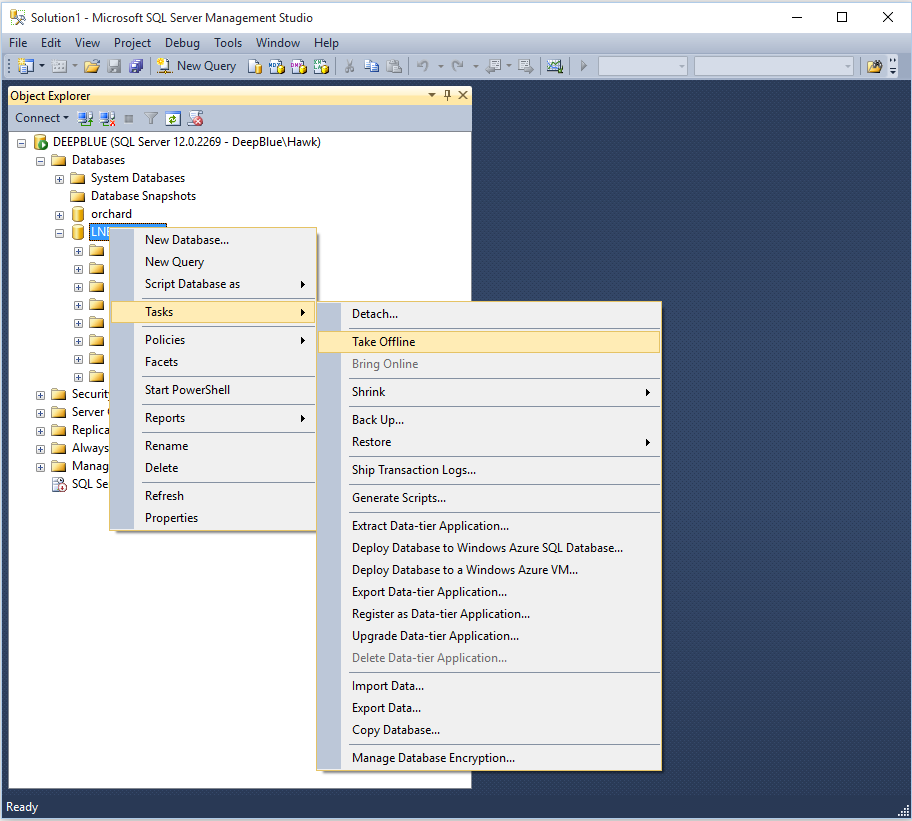 Solution1 - Microsoft SQL Server Management Studio
File Edit View Project Debug Tools Window Help
New Query
Object Explorer
Connect
DEEPBLUE (SQL Server 12.0.2269 - DeepBlue\Hawk)
Databases
System Databases
Database Snapshots
orchard
New Database...
New Query
Script Database as
Tasks
Policies
Facets
Start PowerShell
Reports
Rename
Delete
Refresh
Properties
Detach...
Take Offline
Bring Online
Shrink
Back Up...
Restore
Ship Transaction Logs...
Generate Scripts...
Extract Data-tier Application...
Deploy Database to Windows Azure SQL Database...
Deploy Database to a Windows Azure VM...
Export Data-tier Application...
Register as Data-tier Application...
Upgrade Data-tier Application...
Delete Data-tier Application...
Import Data...
Export Data...
Copy Database...
Manage Database Encryption...
Security
Server
Replica
Always
Manag
SQL Se
Ready